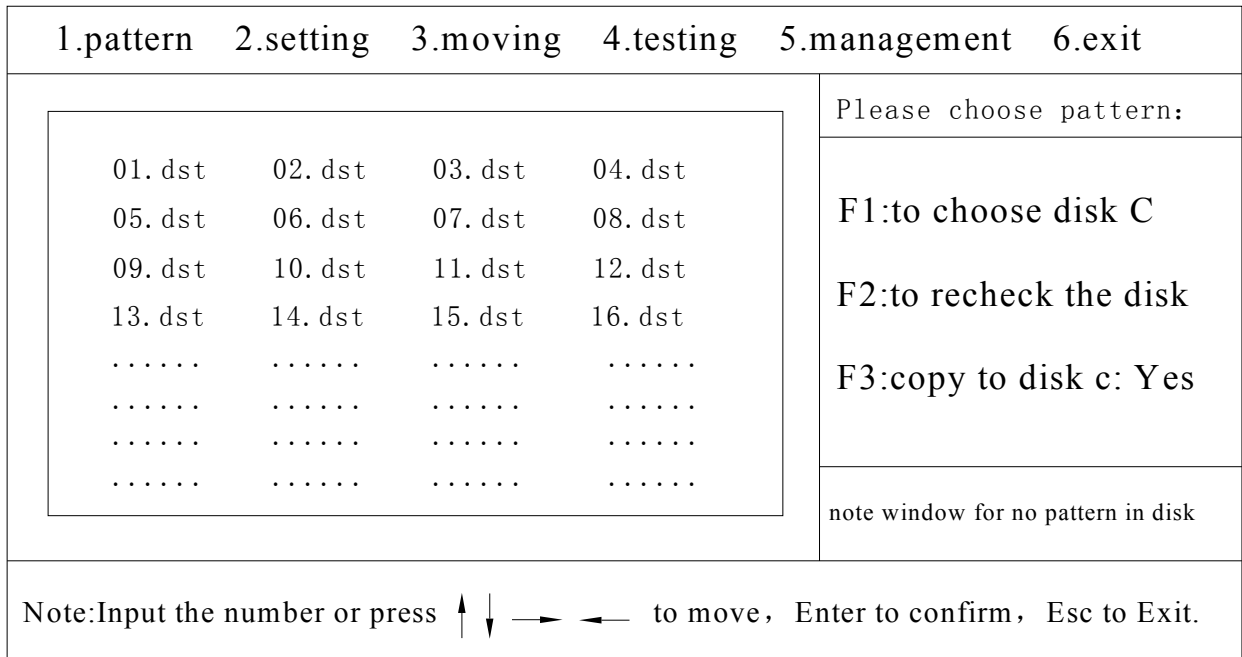 1.pattern 2.setting 3.moving 4.testing 5.management 6.exit
Please choose pattern：
01.dst 02.dst 03.dst 04.dst
05.dst 06.dst 07.dst 08.dst
09.dst 10.dst 11.dst 12.dst
13.dst 14.dst 15.dst 16.dst
...... ...... ...... ......
...... ...... ...... ......
...... ...... ...... ......
...... ...... ...... ......
F1:to choose disk C
F2:to recheck the disk
F3:copy to disk c: Yes
note window for no pattern in disk
Note:Input the number or press ↑ ↓ → ← to move，Enter to confirm，Esc to Exit.